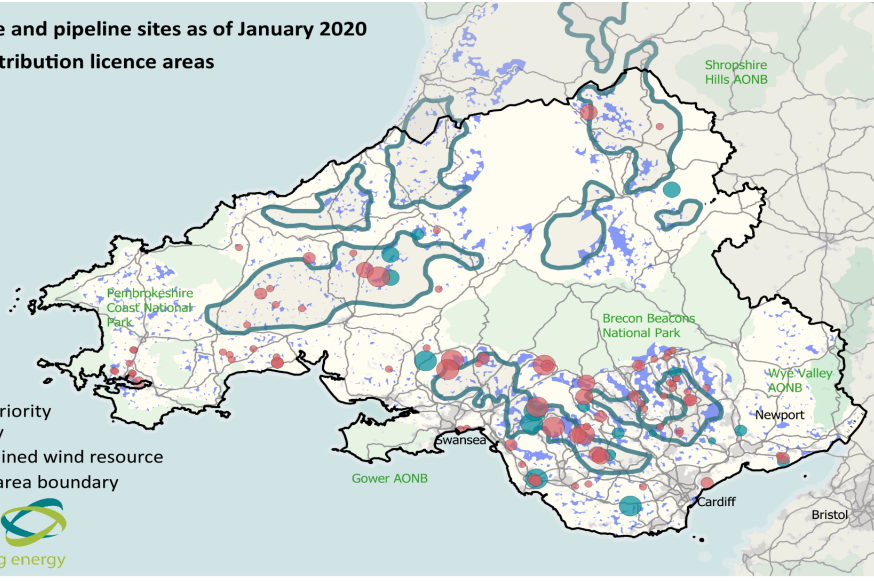 e and pipeline sites as of January 2020
tribution licence areas
Shropshire
Hills AONB
Pembrokeshire
Coast National
Park
Brecon Beacons
National Park
Wye Valley
AONB
riority
Newport
y
Swansea
ined wind resource
Gower AONB
area boundary
Cardiff
Bristol
g energy